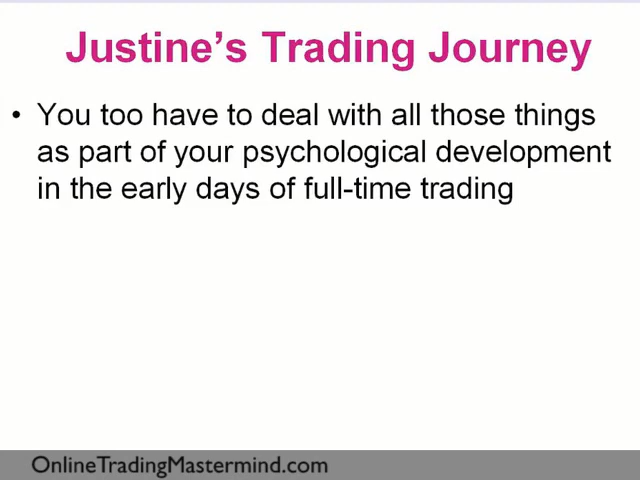 Justine's Trading Journey
• You too have to deal with all those things
as part of your psychological development
in the early days of full-time trading
OnlineTradingMastermind.com